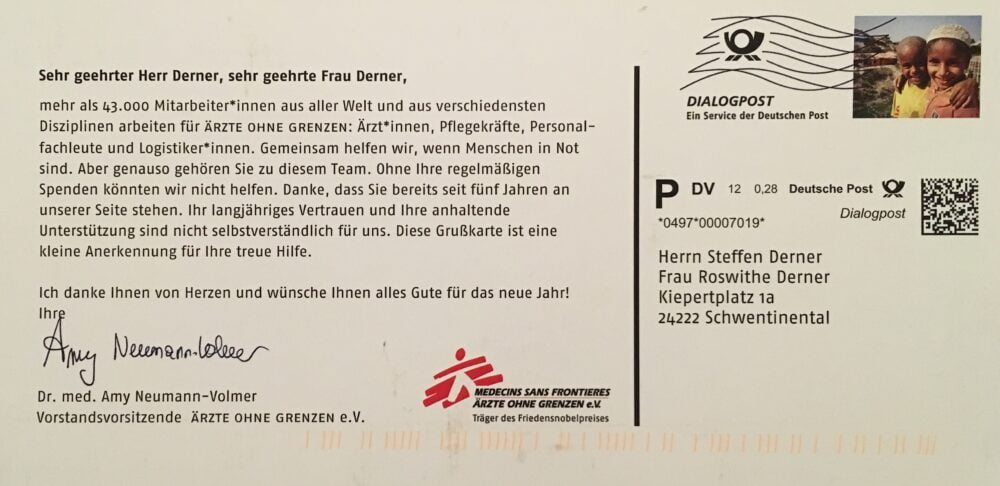 Sehr geehrter Herr Derner, sehr geehrte Frau Derner,
mehr als 43.000 Mitarbeiter*innen aus aller Welt und aus verschiedensten
Disziplinen arbeiten für ÄRZTE OHNE GRENZEN: Ärzt*innen, Pflegekräfte, Personal-
fachleute und Logistiker*innen. Gemeinsam helfen wir, wenn Menschen in Not
sind. Aber genauso gehören Sie zu diesem Team. Ohne Ihre regelmäßigen
Spenden könnten wir nicht helfen. Danke, dass Sie bereits seit fünf Jahren an
unserer Seite stehen. Ihr langjähriges Vertrauen und Ihre anhaltende
Unterstützung sind nicht selbstverständlich für uns. Diese Grußkarte ist eine
kleine Anerkennung für Ihre treue Hilfe.
Ich danke Ihnen von Herzen und wünsche Ihnen alles Gute für das neue Jahr!
Ihre
Amy Neumann-Volmer
Dr. med. Amy Neumann-Volmer
Vorstandsvorsitzende ÄRZTE OHNE GRENZEN e.V.
MEDECINS SANS FRONTIERES
ÄRZTE OHNE GRENZEN e.V.
Träger des Friedensnobelpreises
DIALOGPOST
Ein Service der Deutschen Post
P DV 12 0,28 Deutsche Post
Dialogpost
*0497*00007019*
Herrn Steffen Derner
Frau Roswithe Derner
Kiepertplatz 1a
24222 Schwentinental